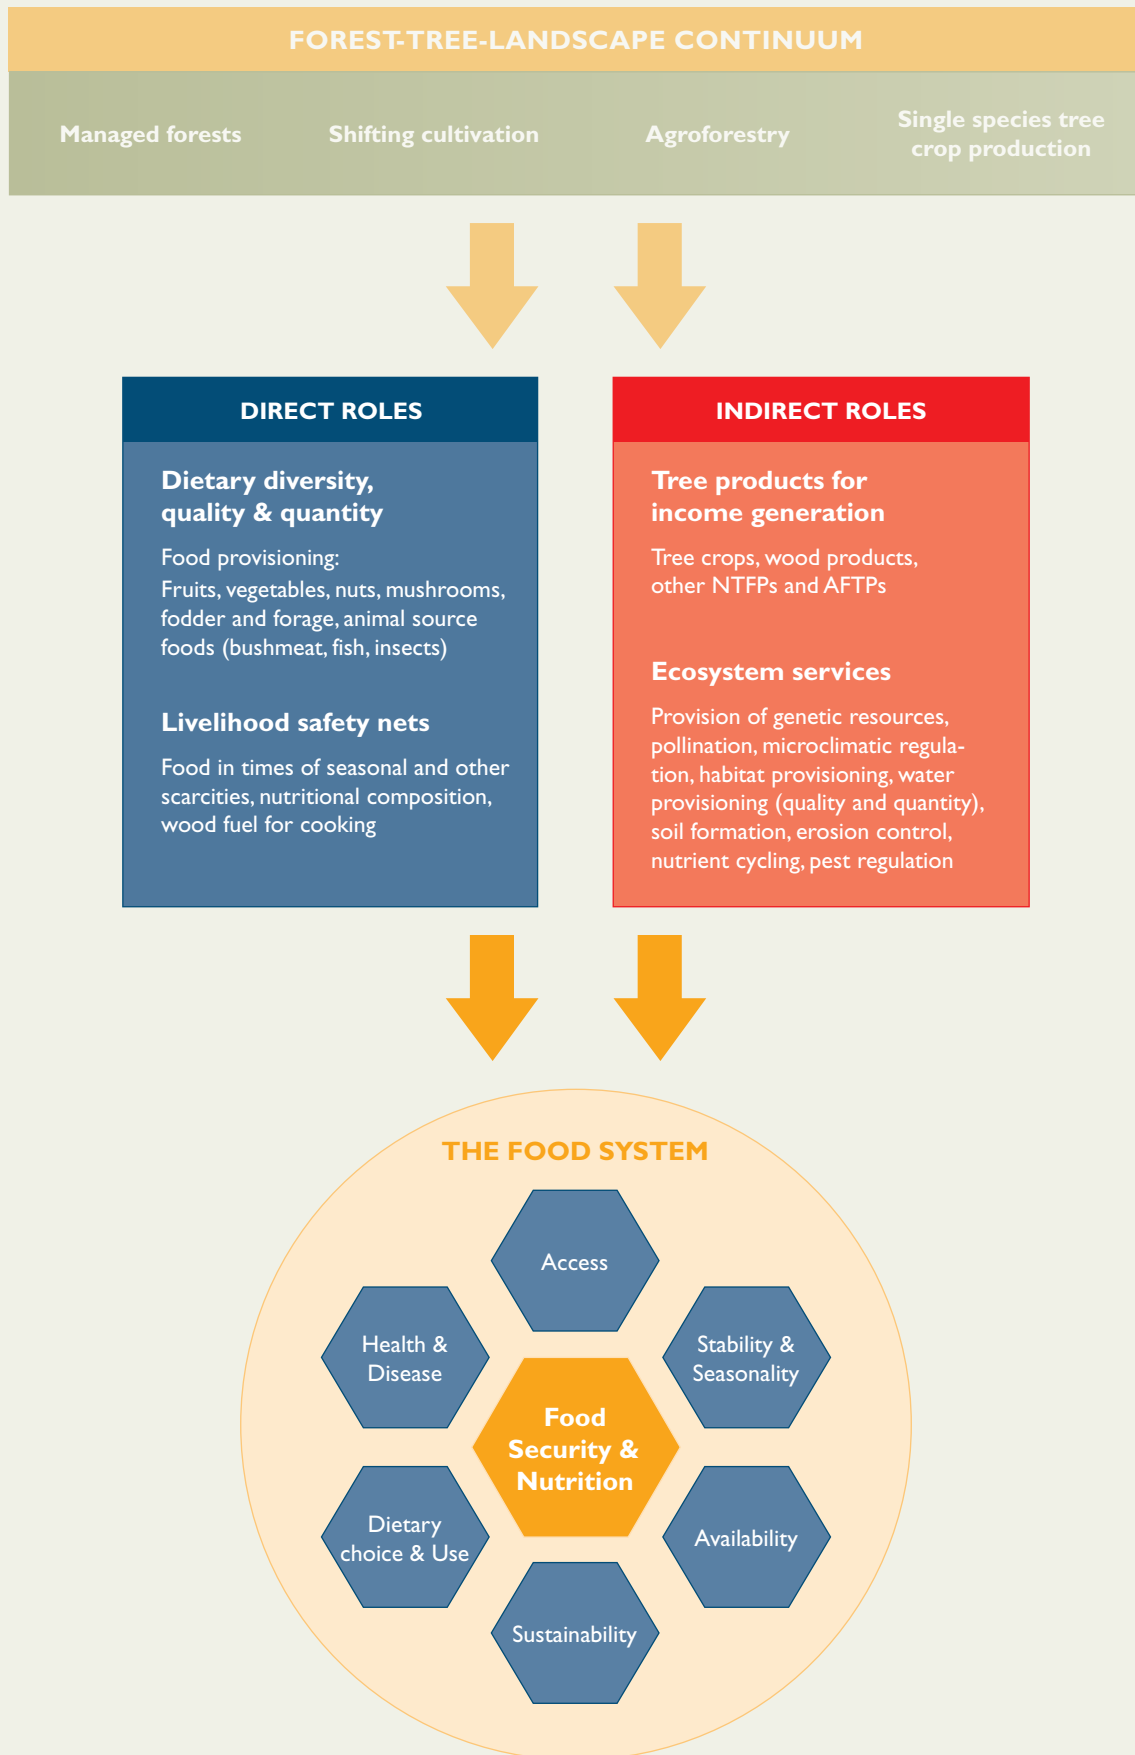 FOREST-TREE-LANDSCAPE CONTINUUM
Managed forests
Shifting cultivation
Agroforestry
Single species tree
crop production
DIRECT ROLES
Dietary diversity,
quality & quantity
Food provisioning:
Fruits, vegetables, nuts, mushrooms,
fodder and forage, animal source
foods (bushmeat, fish, insects)
Livelihood safety nets
Food in times of seasonal and other
scarcities, nutritional composition,
wood fuel for cooking
INDIRECT ROLES
Tree products for
income generation
Tree crops, wood products,
other NTFPs and AFTPs
Ecosystem services
Provision of genetic resources,
pollination, microclimatic regula-
tion, habitat provisioning, water
provisioning (quality and quantity),
soil formation, erosion control,
nutrient cycling, pest regulation
THE FOOD SYSTEM
Access
Health &
Disease
Stability &
Seasonality
Food
Security &
Nutrition
Dietary
choice & Use
Availability
Sustainability